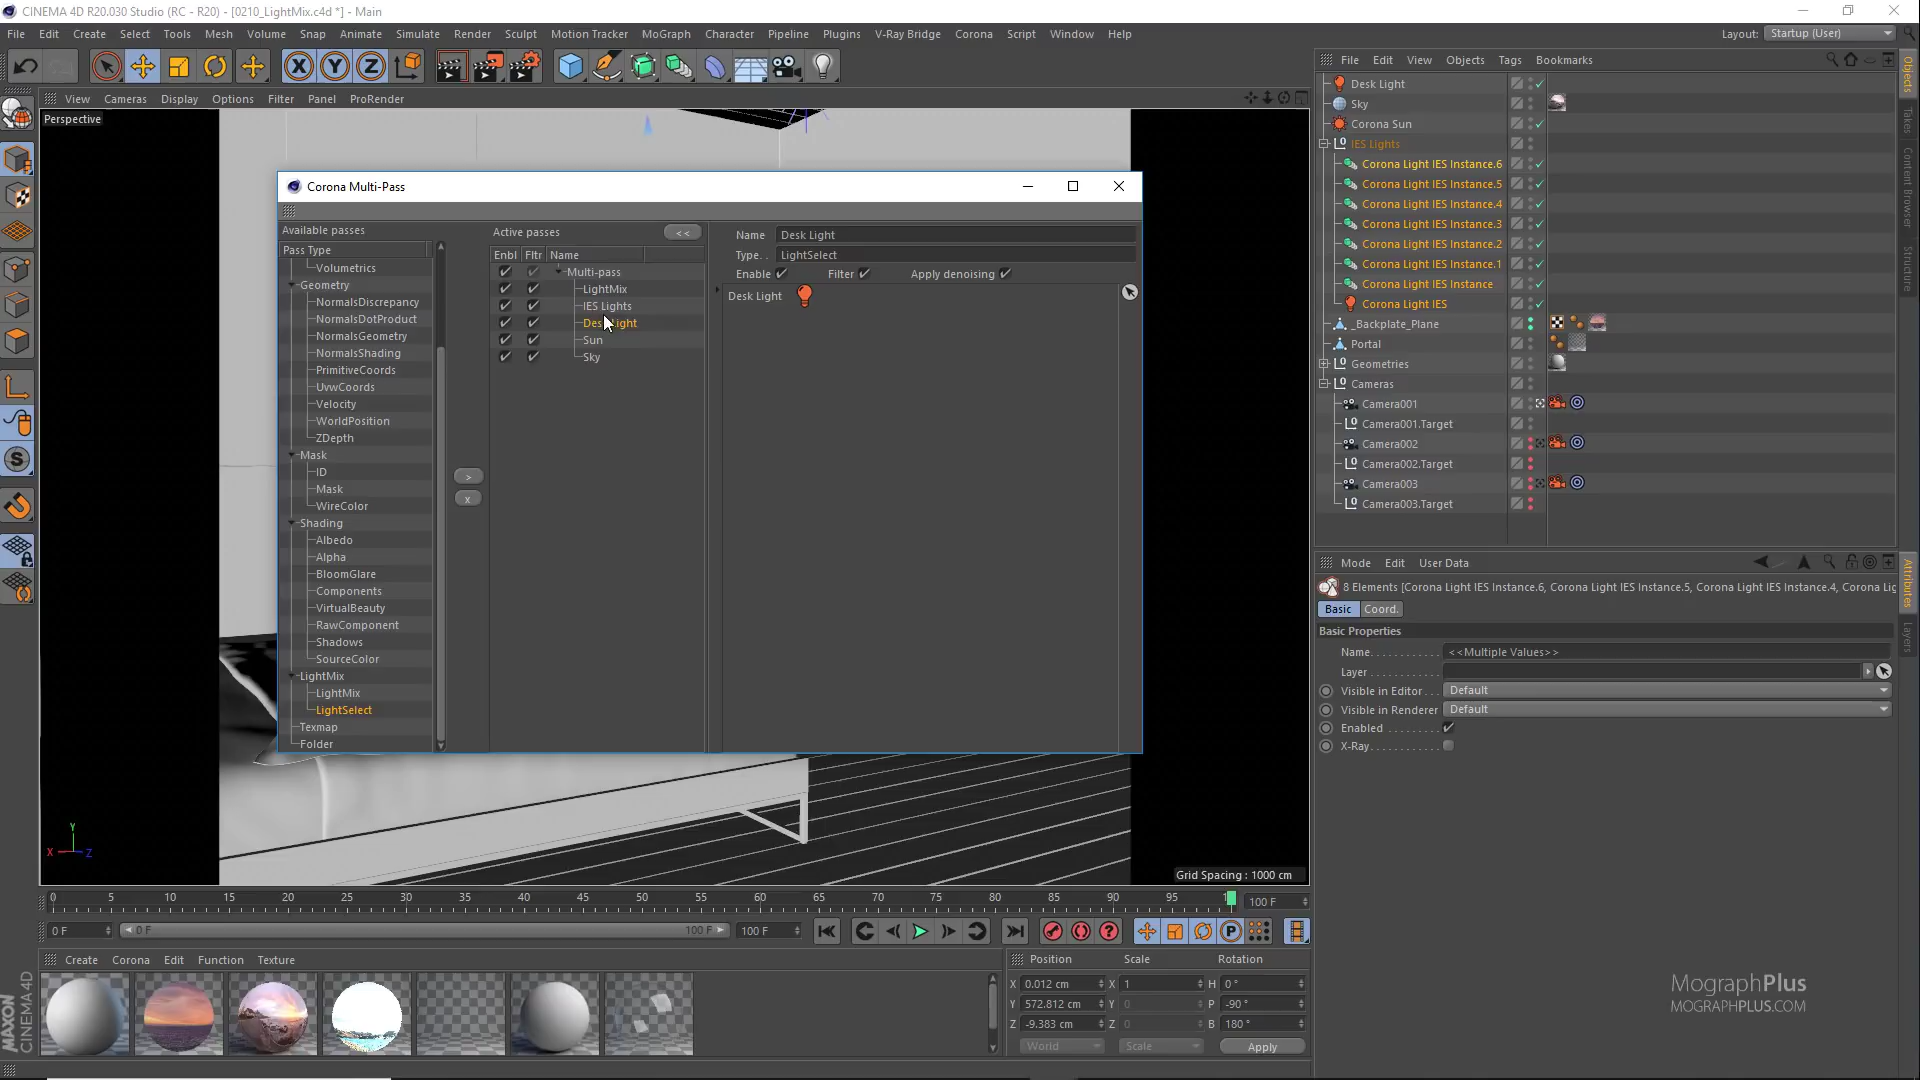 CINEMA 4D R20.030 Studio (RC - R20) - [0210_LightMix.c4d *] - Main
File Edit Create Select Tools Mesh Volume Snap Animate Simulate Render Sculpt Motion Tracker MoGraph Character Pipeline Plugins V-Ray Bridge Corona Script Window Help
Layout: Startup (User)
View Cameras Display Options Filter Panel ProRender
Perspective
Corona Multi-Pass
Available passes
Pass Type
Volumetrics
Geometry
NormalsDiscrepancy
NormalsDotProduct
NormalsGeometry
NormalsShading
PrimitiveCoords
UvwCoords
Velocity
WorldPosition
ZDepth
Mask
ID
Mask
WireColor
Shading
Albedo
Alpha
BloomGlare
Components
VirtualBeauty
RawComponent
Shadows
SourceColor
LightMix
LightMix
LightSelect
Texmap
Folder
>
x
Active passes <<
Enbl Fltr Name
Multi-pass
LightMix
IES Lights
Desk Light
Sun
Sky
Name Desk Light
Type. . LightSelect
Enable Filter Apply denoising
Desk Light
Grid Spacing : 1000 cm
File Edit View Objects Tags Bookmarks
Desk Light
Sky
Corona Sun
IES Lights
Corona Light IES Instance.6
Corona Light IES Instance.5
Corona Light IES Instance.4
Corona Light IES Instance.3
Corona Light IES Instance.2
Corona Light IES Instance.1
Corona Light IES Instance
Corona Light IES
_Backplate_Plane
Portal
Geometries
Cameras
Camera001
Camera001.Target
Camera002
Camera002.Target
Camera003
Camera003.Target
Objects
Takes
Content Browser
Structure
Mode Edit User Data
8 Elements [Corona Light IES Instance.6, Corona Light IES Instance.5, Corona Light IES Instance.4, Corona Lig
Basic Coord.
Basic Properties
Name. . . . . . . . . . . . <<Multiple Values>>
Layer . . . . . . . . . . . .
Visible in Editor . . . Default
Visible in Renderer Default
Enabled . . . . . . . . .
X-Ray. . . . . . . . . . . .
Attributes
Layers
0 5 10 15 20 25 30 35 40 45 50 55 60 65 70 75 80 85 90 95 100 F
0 F 0 F 100 F 100 F
Create Corona Edit Function Texture
Position Scale Rotation
X 0.012 cm X 1 H 0 °
Y 572.812 cm Y 0 P -90 °
Z -9.383 cm Z 0 B 180 °
World Scale Apply
MAXON
CINEMA 4D
MographPlus
MOGRAPHPLUS.COM